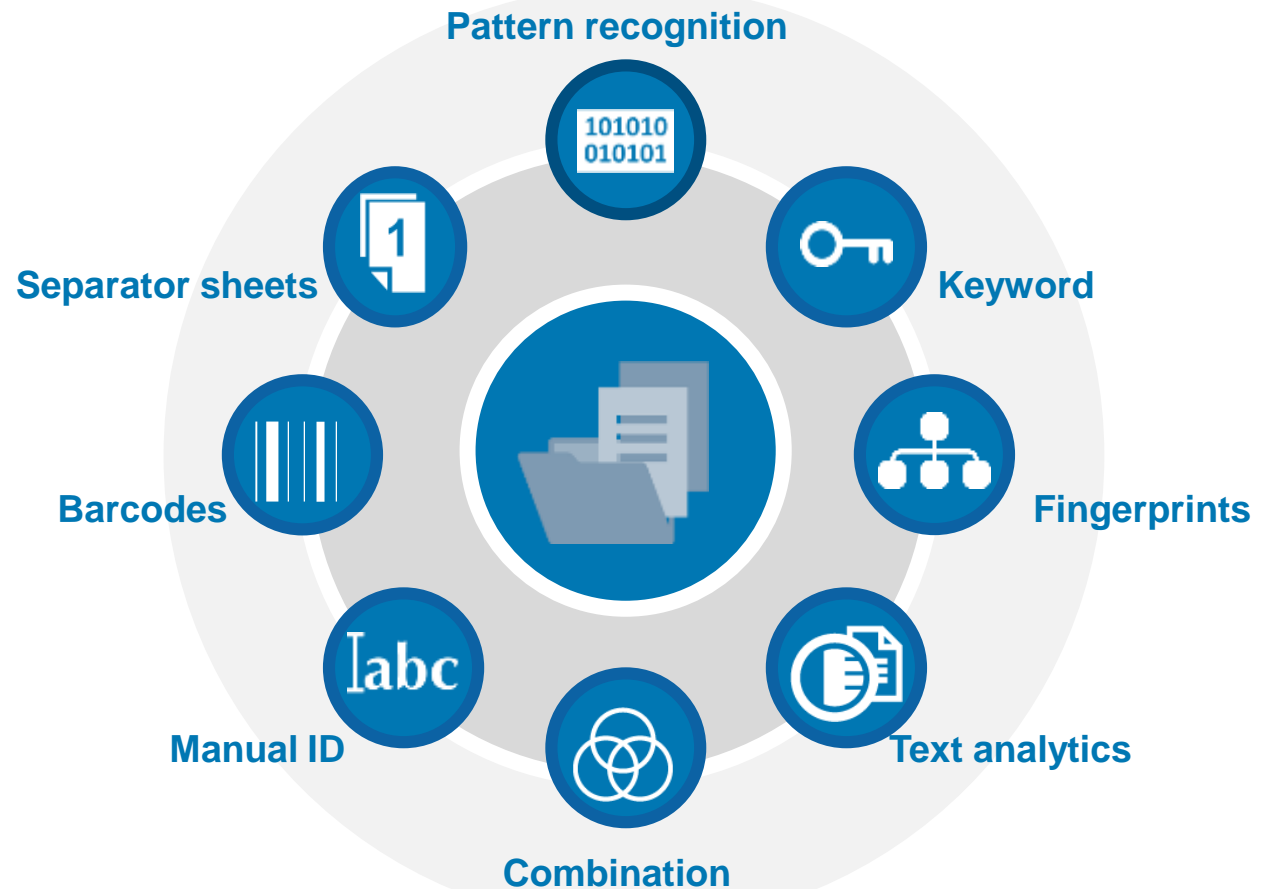 Pattern recognition
101010
010101
1
Separator sheets
Keyword
Barcodes
Fingerprints
abc
Manual ID
Text analytics
Combination